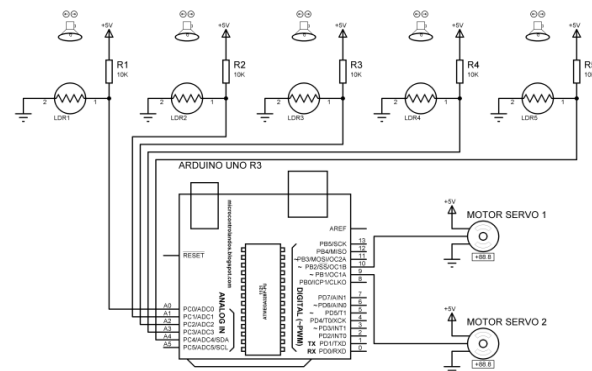 +5V
+5V
+5V
+5V
+5V
R1
10K
R2
10K
R3
10K
R4
10K
R5
10K
2 1
LDR1
2 1
LDR2
2 1
LDR3
2 1
LDR4
2 1
LDR5
ARDUINO UNO R3
microcontrolandos.blogspot.com
RESET
AREF
PB5/SCK 13
PB4/MISO 12
~PB3/MOSI/OC2A 11
~ PB2/SS/OC1B 10
~ PB1/OC1A 9
PB0/ICP1/CLKO 8
PD7/AIN1 7
~ PD6/AIN0 6
~ PD5/T1 5
PD4/T0/XCK 4
~ PD3/INT1 3
PD2/INT0 2
TX PD1/TXD 1
RX PD0/RXD 0
A0 PC0/ADC0
A1 PC1/ADC1
A2 PC2/ADC2
A3 PC3/ADC3
A4 PC4/ADC4/SDA
A5 PC5/ADC5/SCL
ANALOG IN
DIGITAL (~PWM)
+5V
MOTOR SERVO 1
+88.8
+5V
MOTOR SERVO 2
+88.8